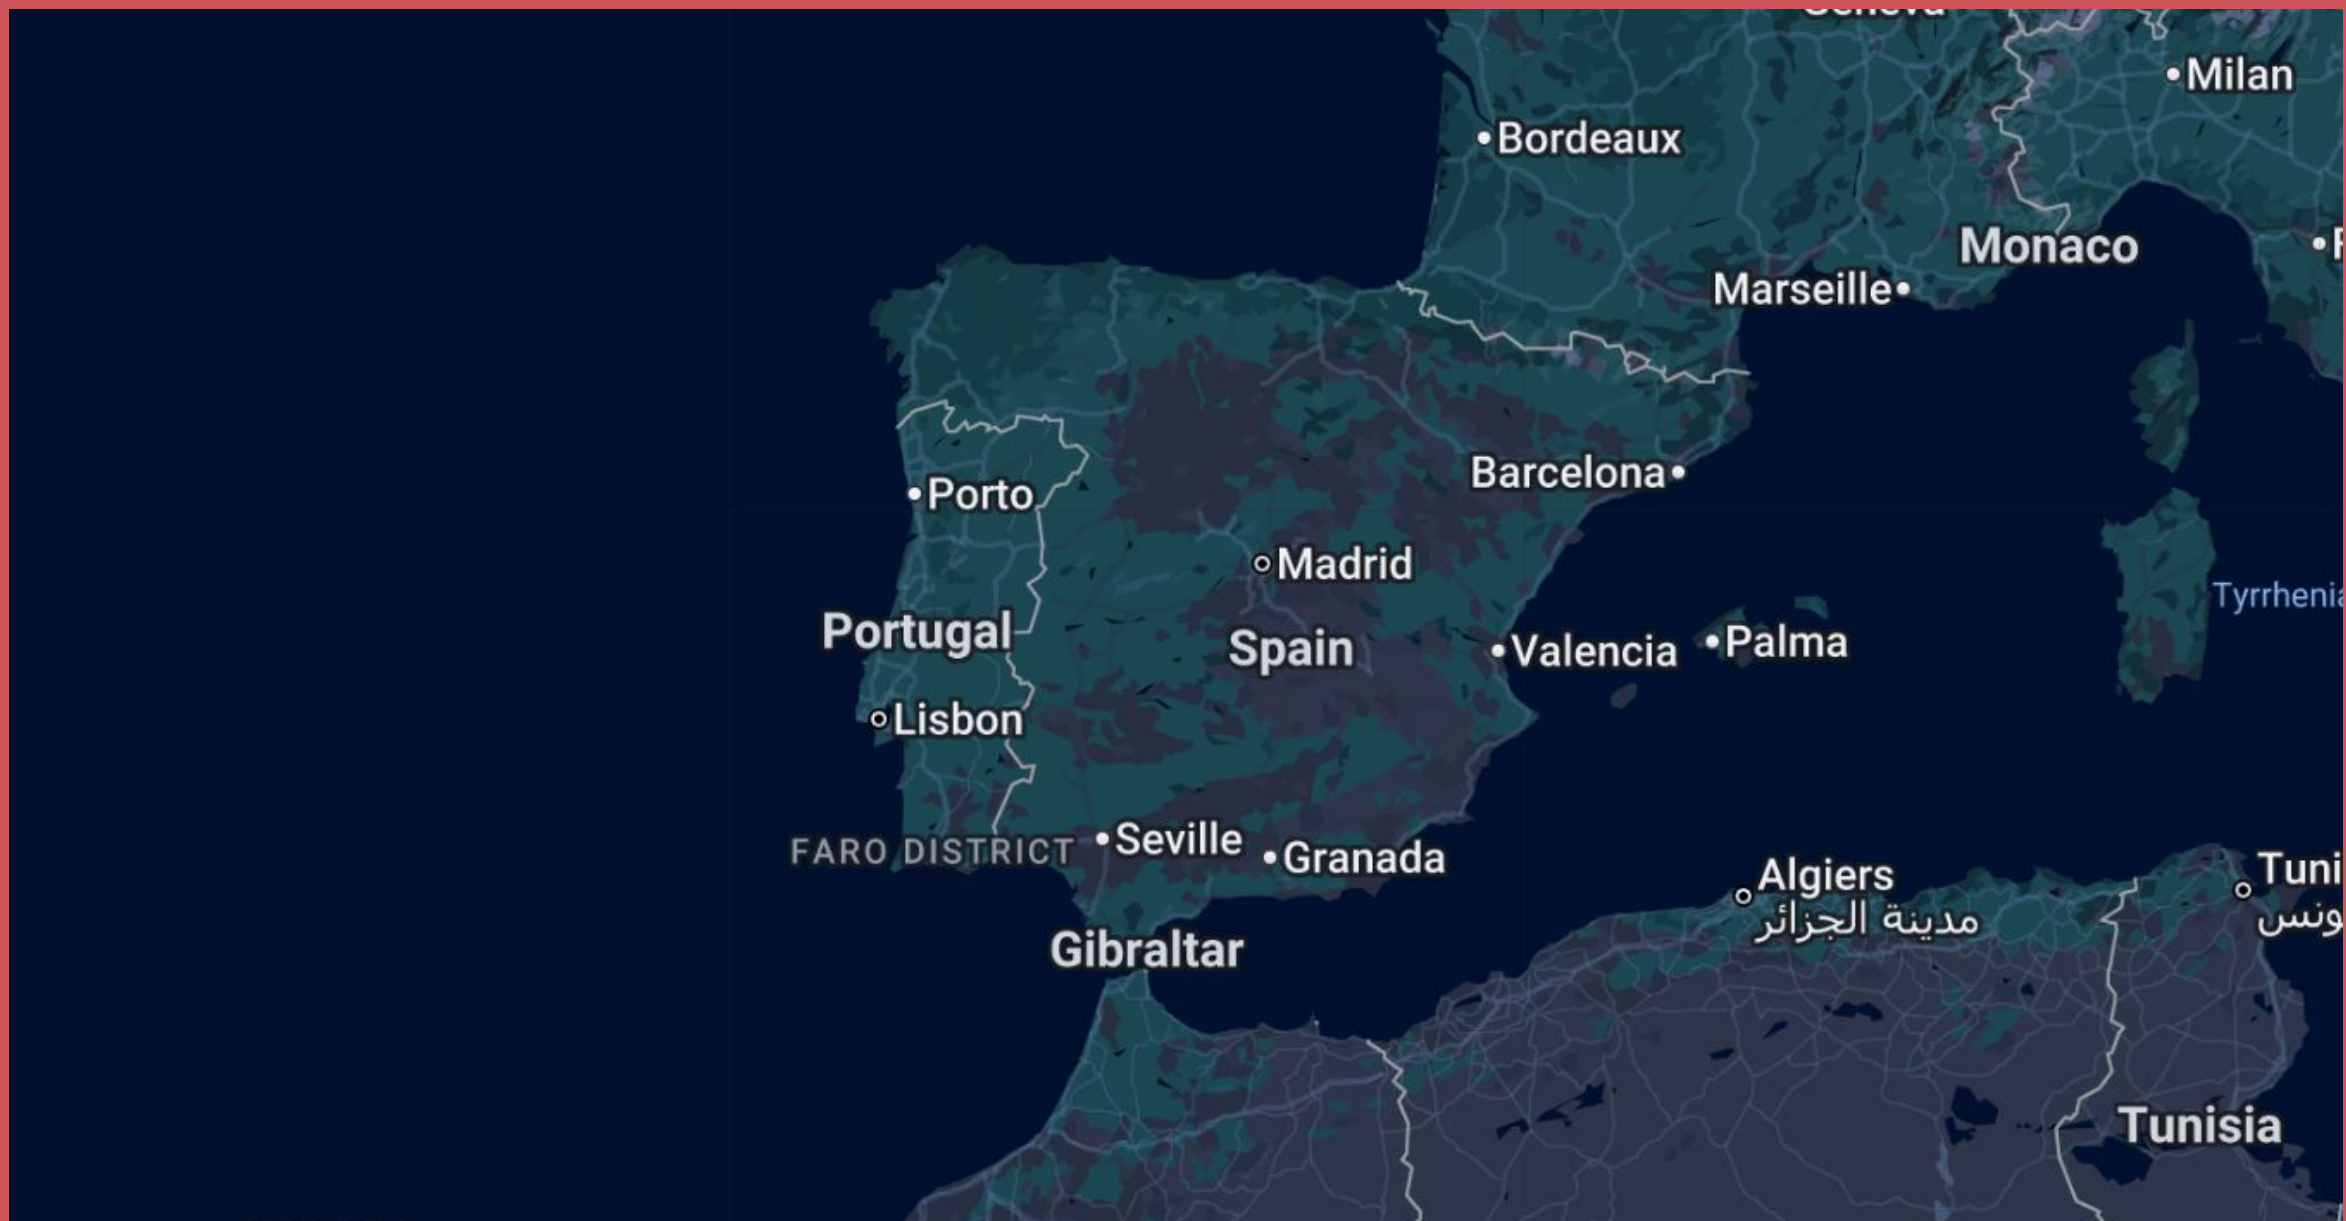 Geneva
Milan
Bordeaux
Monaco
Marseille
Barcelona
Porto
Madrid
Portugal
Spain
Valencia
Palma
Lisbon
FARO DISTRICT
Seville
Granada
Algiers
مدينة الجزائر
Gibraltar
Tunisia